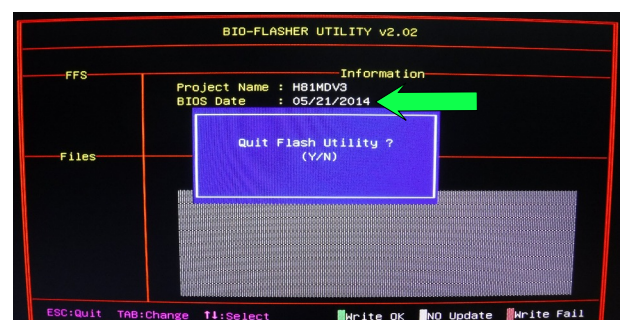 BIO-FLASHER UTILITY v2.02
FFS
Information
Project Name : H81MDV3
BIOS Date : 05/21/2014
Quit Flash Utility ?
(Y/N)
Files
ESC:Quit TAB:Change ↑↓:Select Write OK NO Update Write Fail